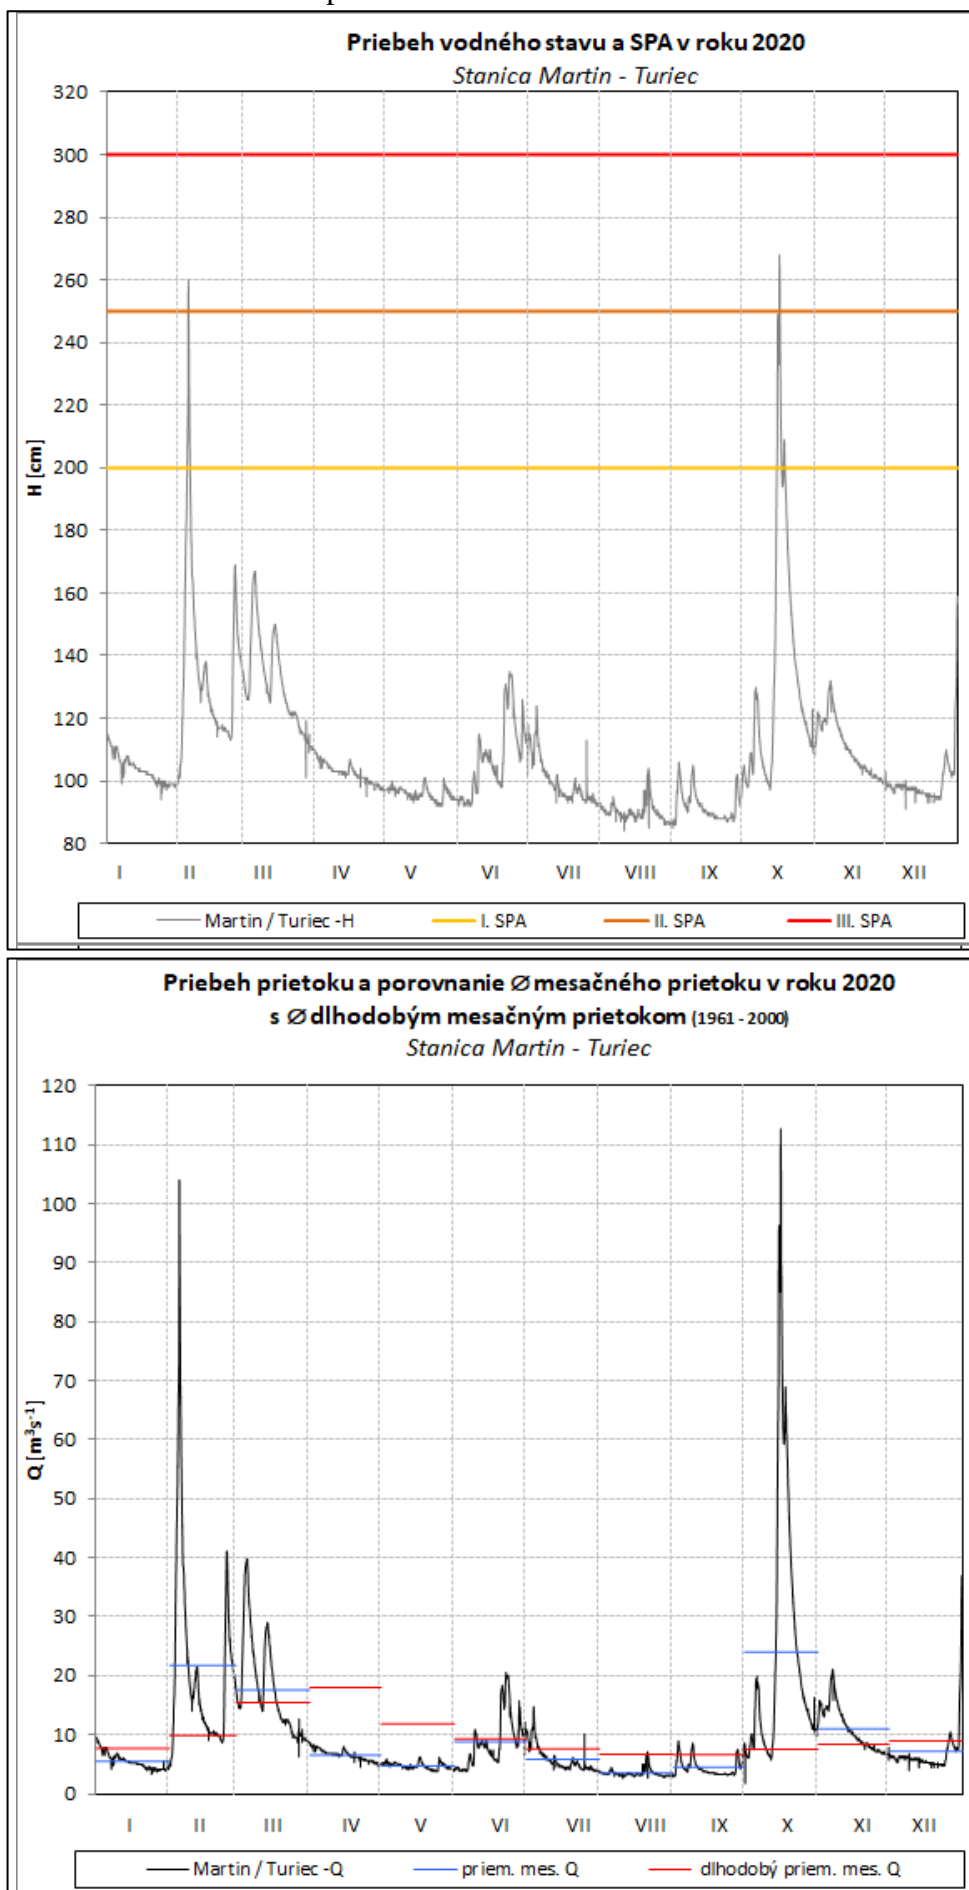 Priebeh vodného stavu a SPA v roku 2020
Stanica Martin - Turiec
320
300
280
260
240
220
200
180
160
140
120
100
80
H [cm]
I II III IV V VI VII VIII IX X XI XII
Martin / Turiec -H I. SPA II. SPA III. SPA
Priebeh prietoku a porovnanie Ø mesačného prietoku v roku 2020
s Ø dlhodobým mesačným prietokom (1961 - 2000)
Stanica Martin - Turiec
120
110
100
90
80
70
60
50
40
30
20
10
0
Q [m³s⁻¹]
I II III IV V VI VII VIII IX X XI XII
Martin / Turiec -Q priem. mes. Q dlhodobý priem. mes. Q